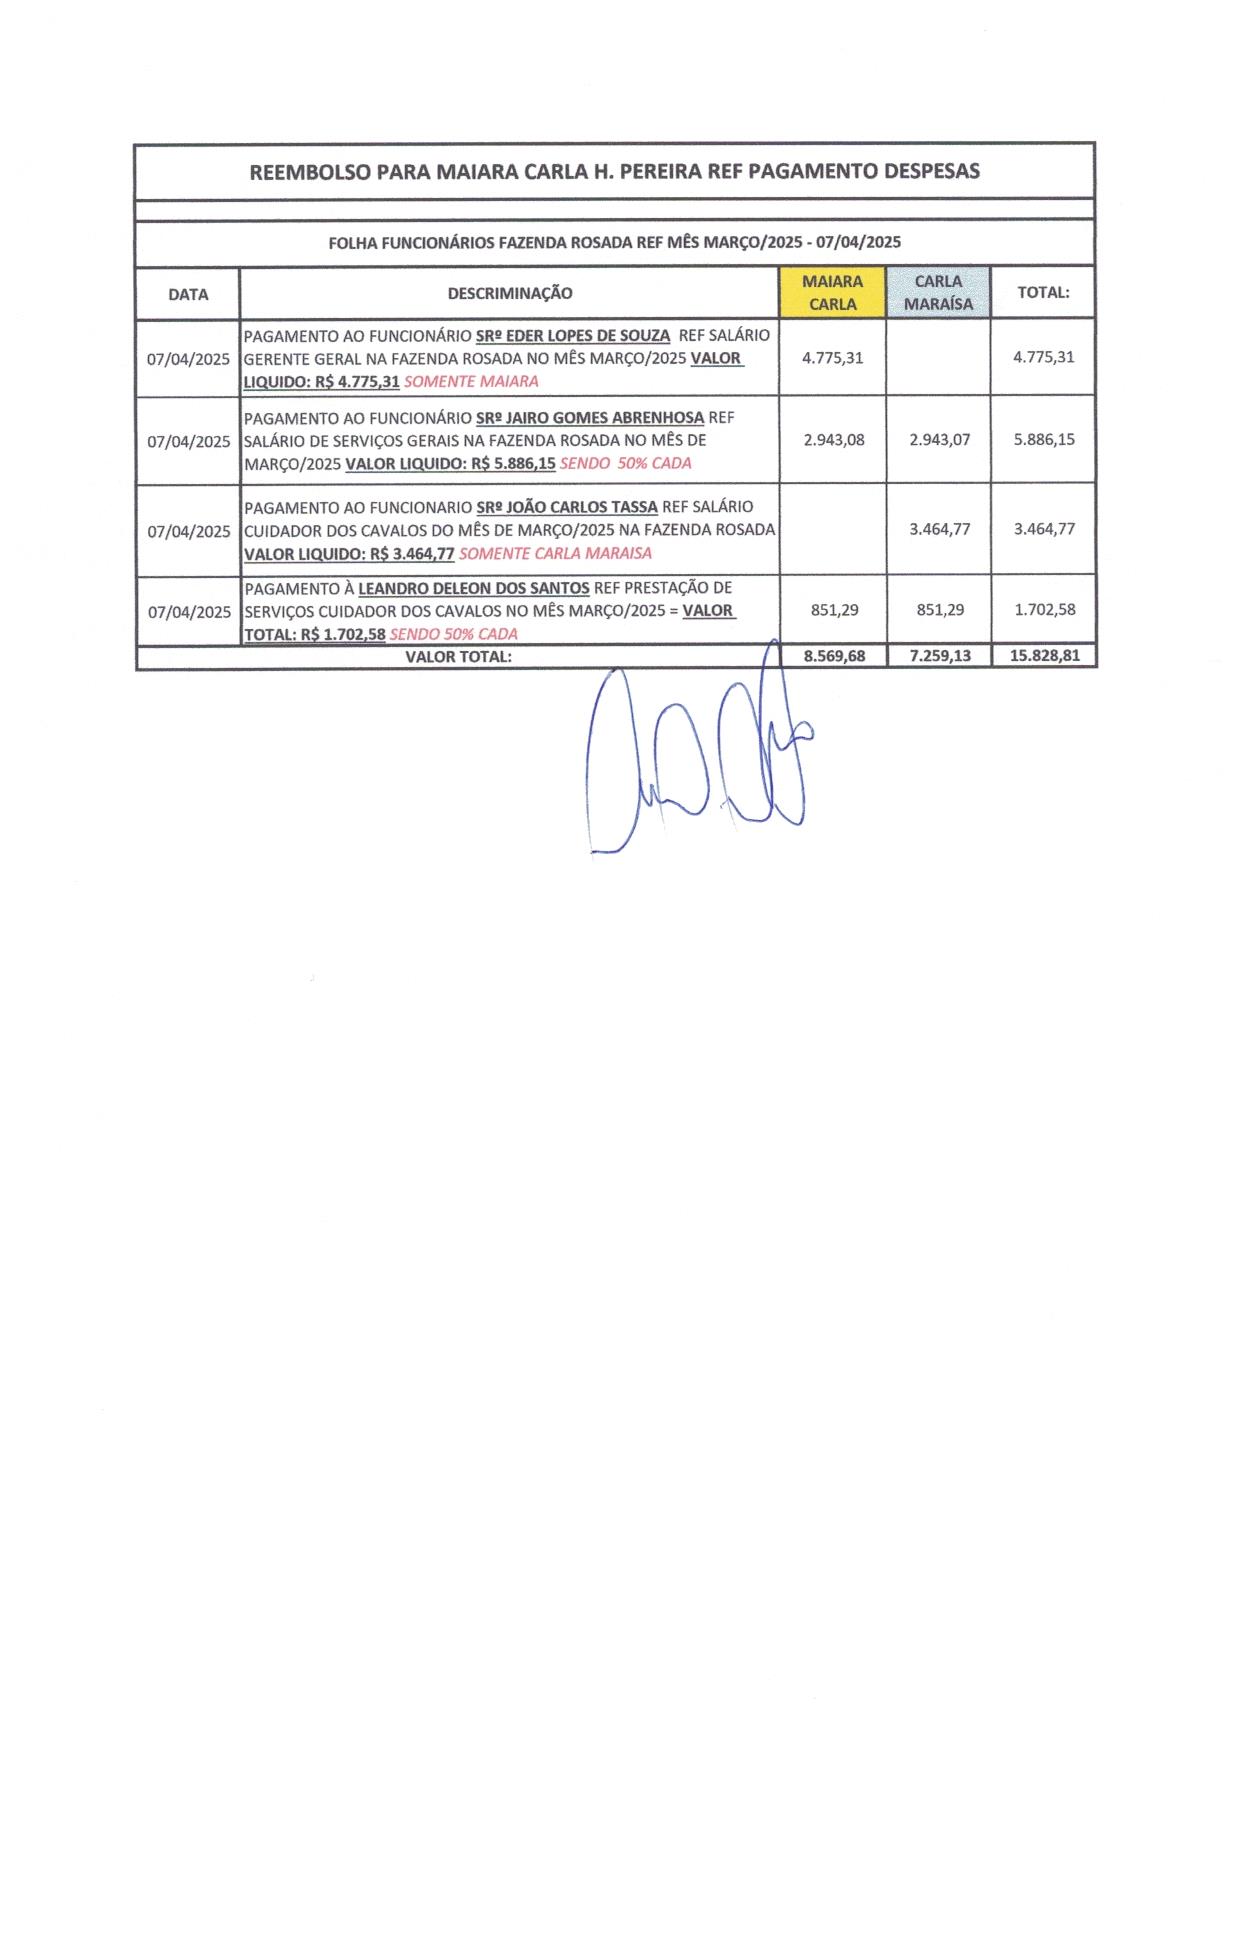 REEMBOLSO PARA MAIARA CARLA H. PEREIRA REF PAGAMENTO DESPESAS
FOLHA FUNCIONÁRIOS FAZENDA ROSADA REF MÊS MARÇO/2025 - 07/04/2025
DATA DESCRIMINAÇÃO MAIARA CARLA CARLA MARAÍSA TOTAL:
07/04/2025 PAGAMENTO AO FUNCIONÁRIO SRº EDER LOPES DE SOUZA REF SALÁRIO
GERENTE GERAL NA FAZENDA ROSADA NO MÊS MARÇO/2025 VALOR
LIQUIDO: R$ 4.775,31 SOMENTE MAIARA
4.775,31 4.775,31
07/04/2025 PAGAMENTO AO FUNCIONÁRIO SRº JAIRO GOMES ABRENHOSA REF
SALÁRIO DE SERVIÇOS GERAIS NA FAZENDA ROSADA NO MÊS DE
MARÇO/2025 VALOR LIQUIDO: R$ 5.886,15 SENDO 50% CADA
2.943,08 2.943,07 5.886,15
07/04/2025 PAGAMENTO AO FUNCIONARIO SRº JOÃO CARLOS TASSA REF SALÁRIO
CUIDADOR DOS CAVALOS DO MÊS DE MARÇO/2025 NA FAZENDA ROSADA
VALOR LIQUIDO: R$ 3.464,77 SOMENTE CARLA MARAISA
3.464,77 3.464,77
07/04/2025 PAGAMENTO À LEANDRO DELEON DOS SANTOS REF PRESTAÇÃO DE
SERVIÇOS CUIDADOR DOS CAVALOS NO MÊS MARÇO/2025 = VALOR
TOTAL: R$ 1.702,58 SENDO 50% CADA
851,29 851,29 1.702,58
VALOR TOTAL: 8.569,68 7.259,13 15.828,81